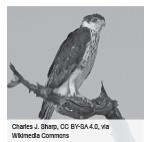 Charles J. Sharp, CC BY-SA 4.0, via
Wikimedia Commons